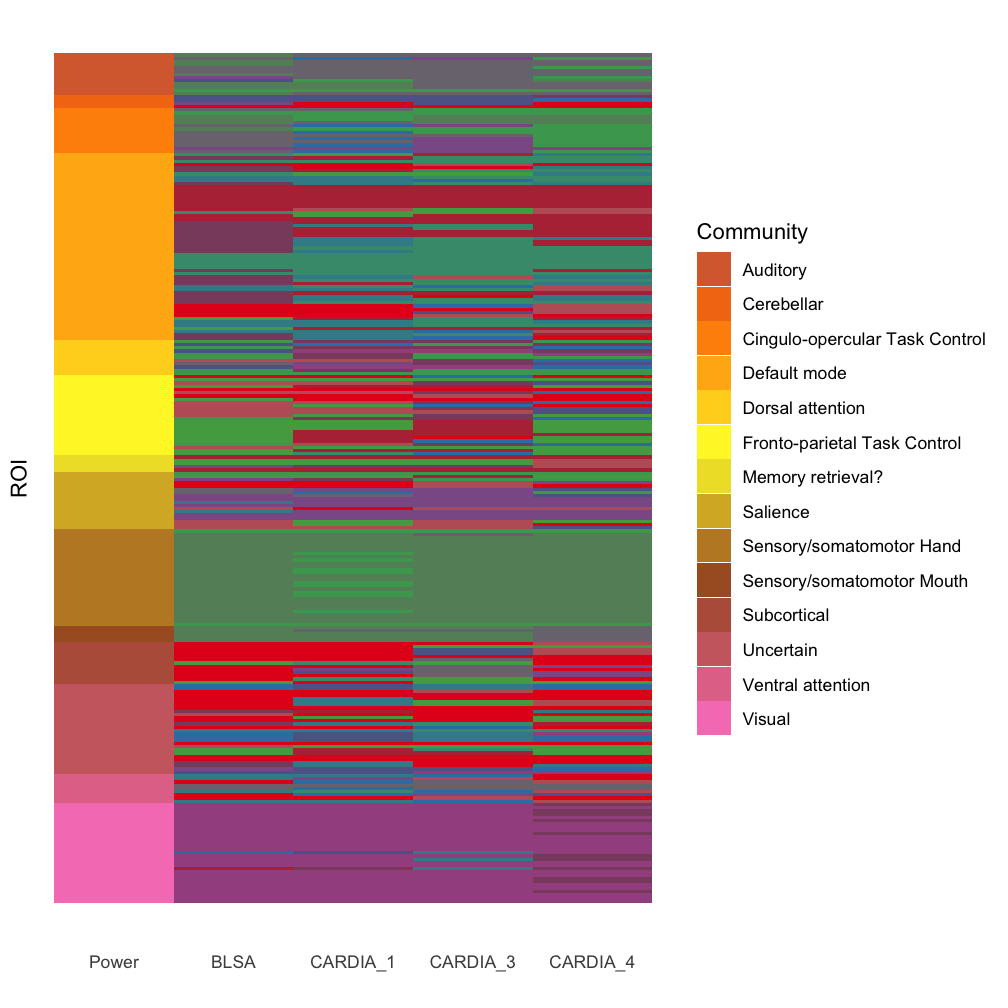 Community
Auditory
Cerebellar
Cingulo-opercular Task Control
Default mode
Dorsal attention
Fronto-parietal Task Control
Memory retrieval?
Salience
Sensory/somatomotor Hand
Sensory/somatomotor Mouth
Subcortical
Uncertain
Ventral attention
Visual
ROI
Power BLSA CARDIA_1 CARDIA_3 CARDIA_4